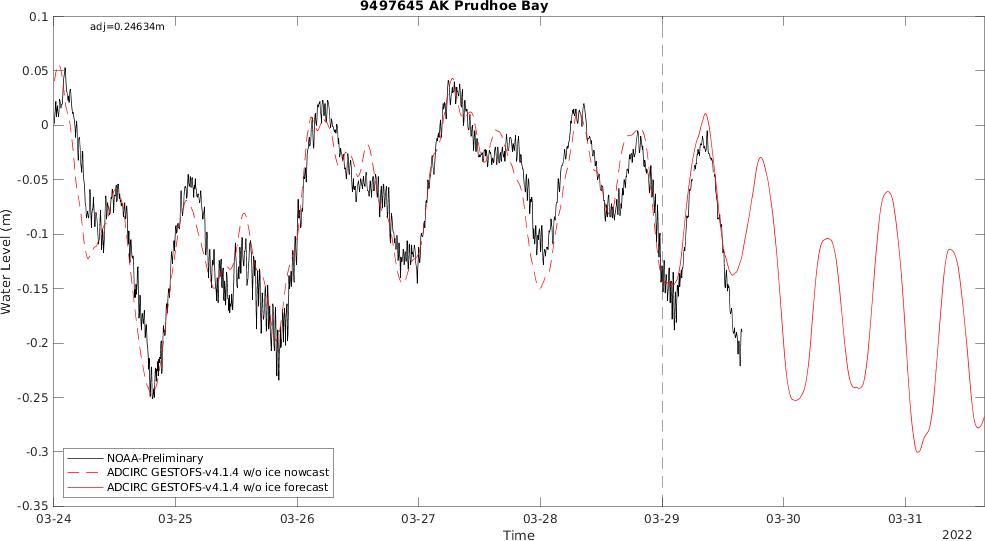 9497645 AK Prudhoe Bay
adj=0.24634m
0.1
0.05
0
-0.05
-0.1
-0.15
-0.2
-0.25
-0.3
-0.35
Water Level (m)
NOAA-Preliminary
ADCIRC GESTOFS-v4.1.4 w/o ice nowcast
ADCIRC GESTOFS-v4.1.4 w/o ice forecast
03-24 03-25 03-26 03-27 03-28 03-29 03-30 03-31
Time
2022